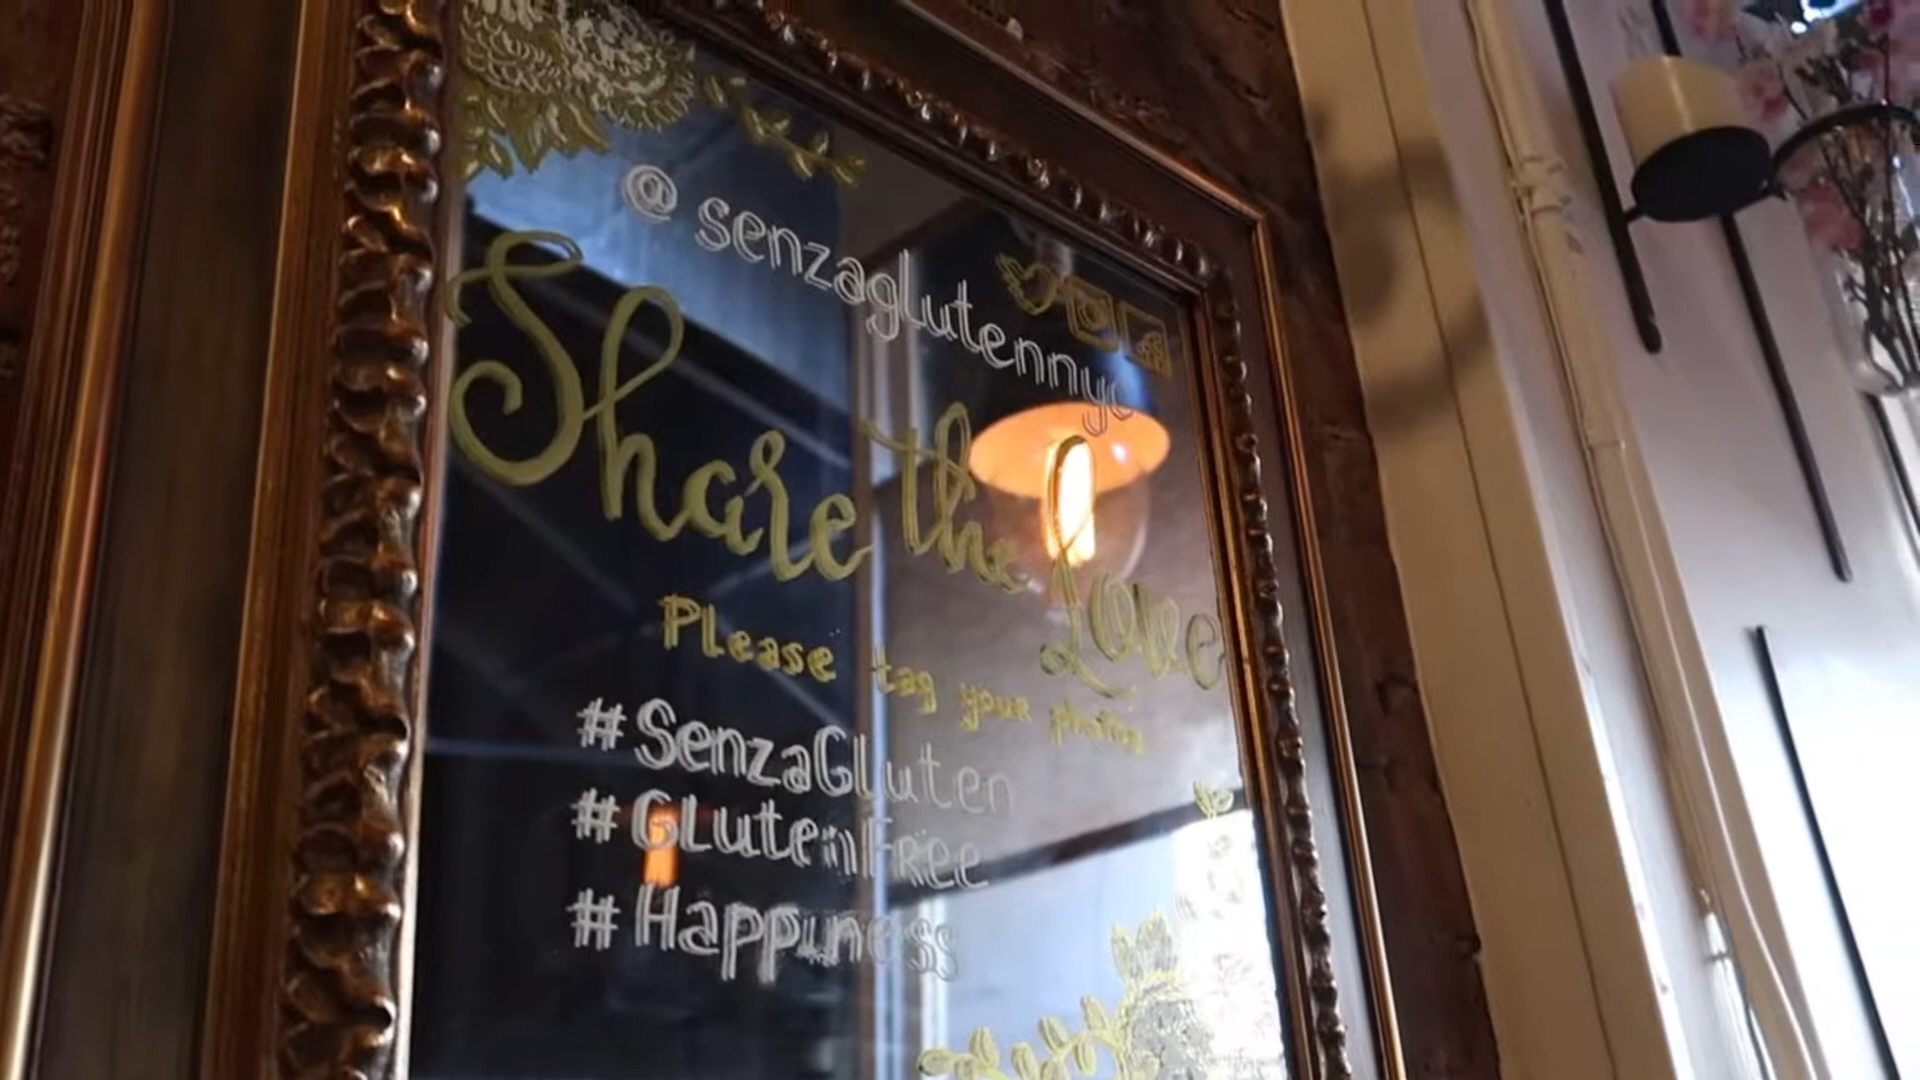 @senzaglutennyc
Share the Love
Please tag your photos
#SenzaGluten
#GlutenFree
#Happiness